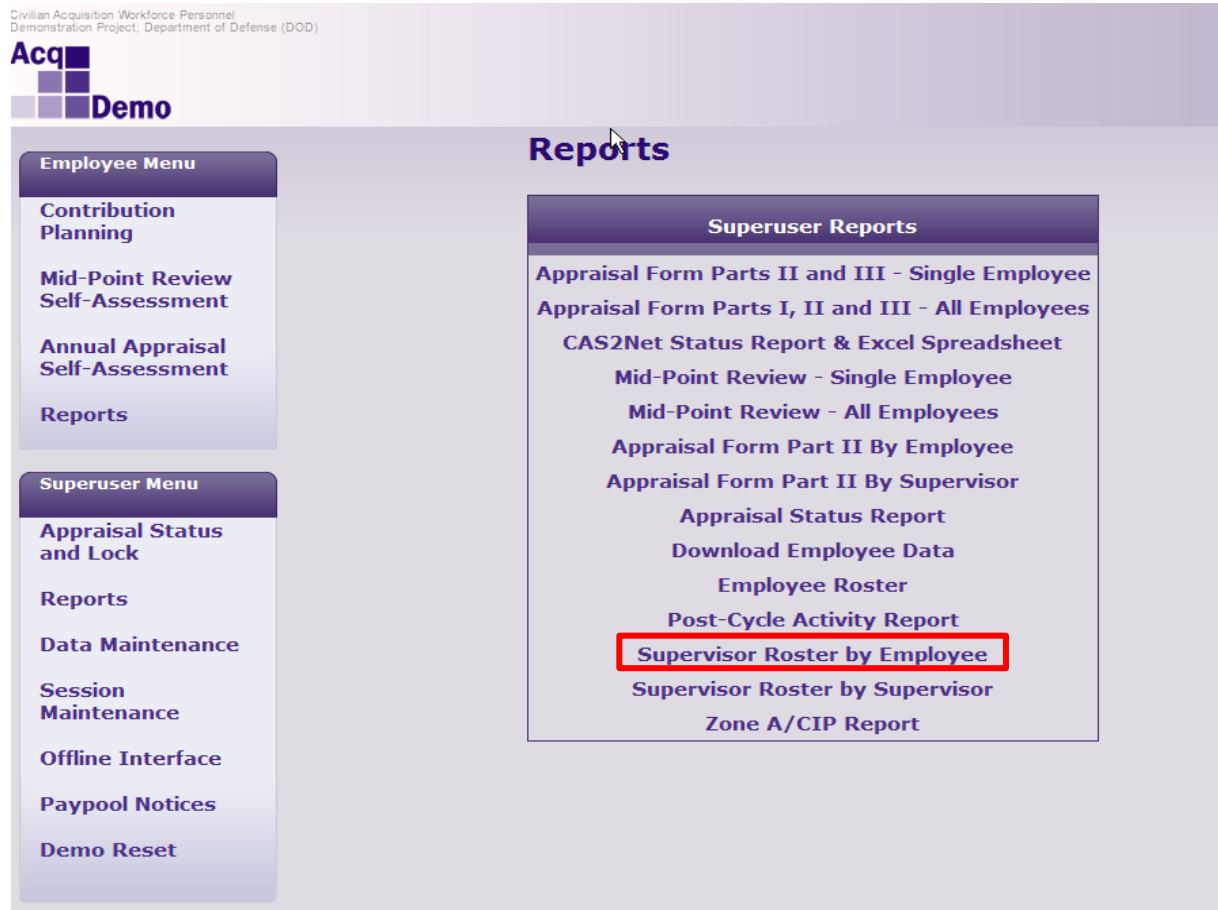 Civilian Acquisition Workforce Personnel
Demonstration Project; Department of Defense (DOD)
Acq
Demo
Reports
Employee Menu
Contribution
Planning
Mid-Point Review
Self-Assessment
Annual Appraisal
Self-Assessment
Reports
Superuser Menu
Appraisal Status
and Lock
Reports
Data Maintenance
Session
Maintenance
Offline Interface
Paypool Notices
Demo Reset
Superuser Reports
Appraisal Form Parts II and III - Single Employee
Appraisal Form Parts I, II and III - All Employees
CAS2Net Status Report & Excel Spreadsheet
Mid-Point Review - Single Employee
Mid-Point Review - All Employees
Appraisal Form Part II By Employee
Appraisal Form Part II By Supervisor
Appraisal Status Report
Download Employee Data
Employee Roster
Post-Cycle Activity Report
Supervisor Roster by Employee
Supervisor Roster by Supervisor
Zone A/CIP Report